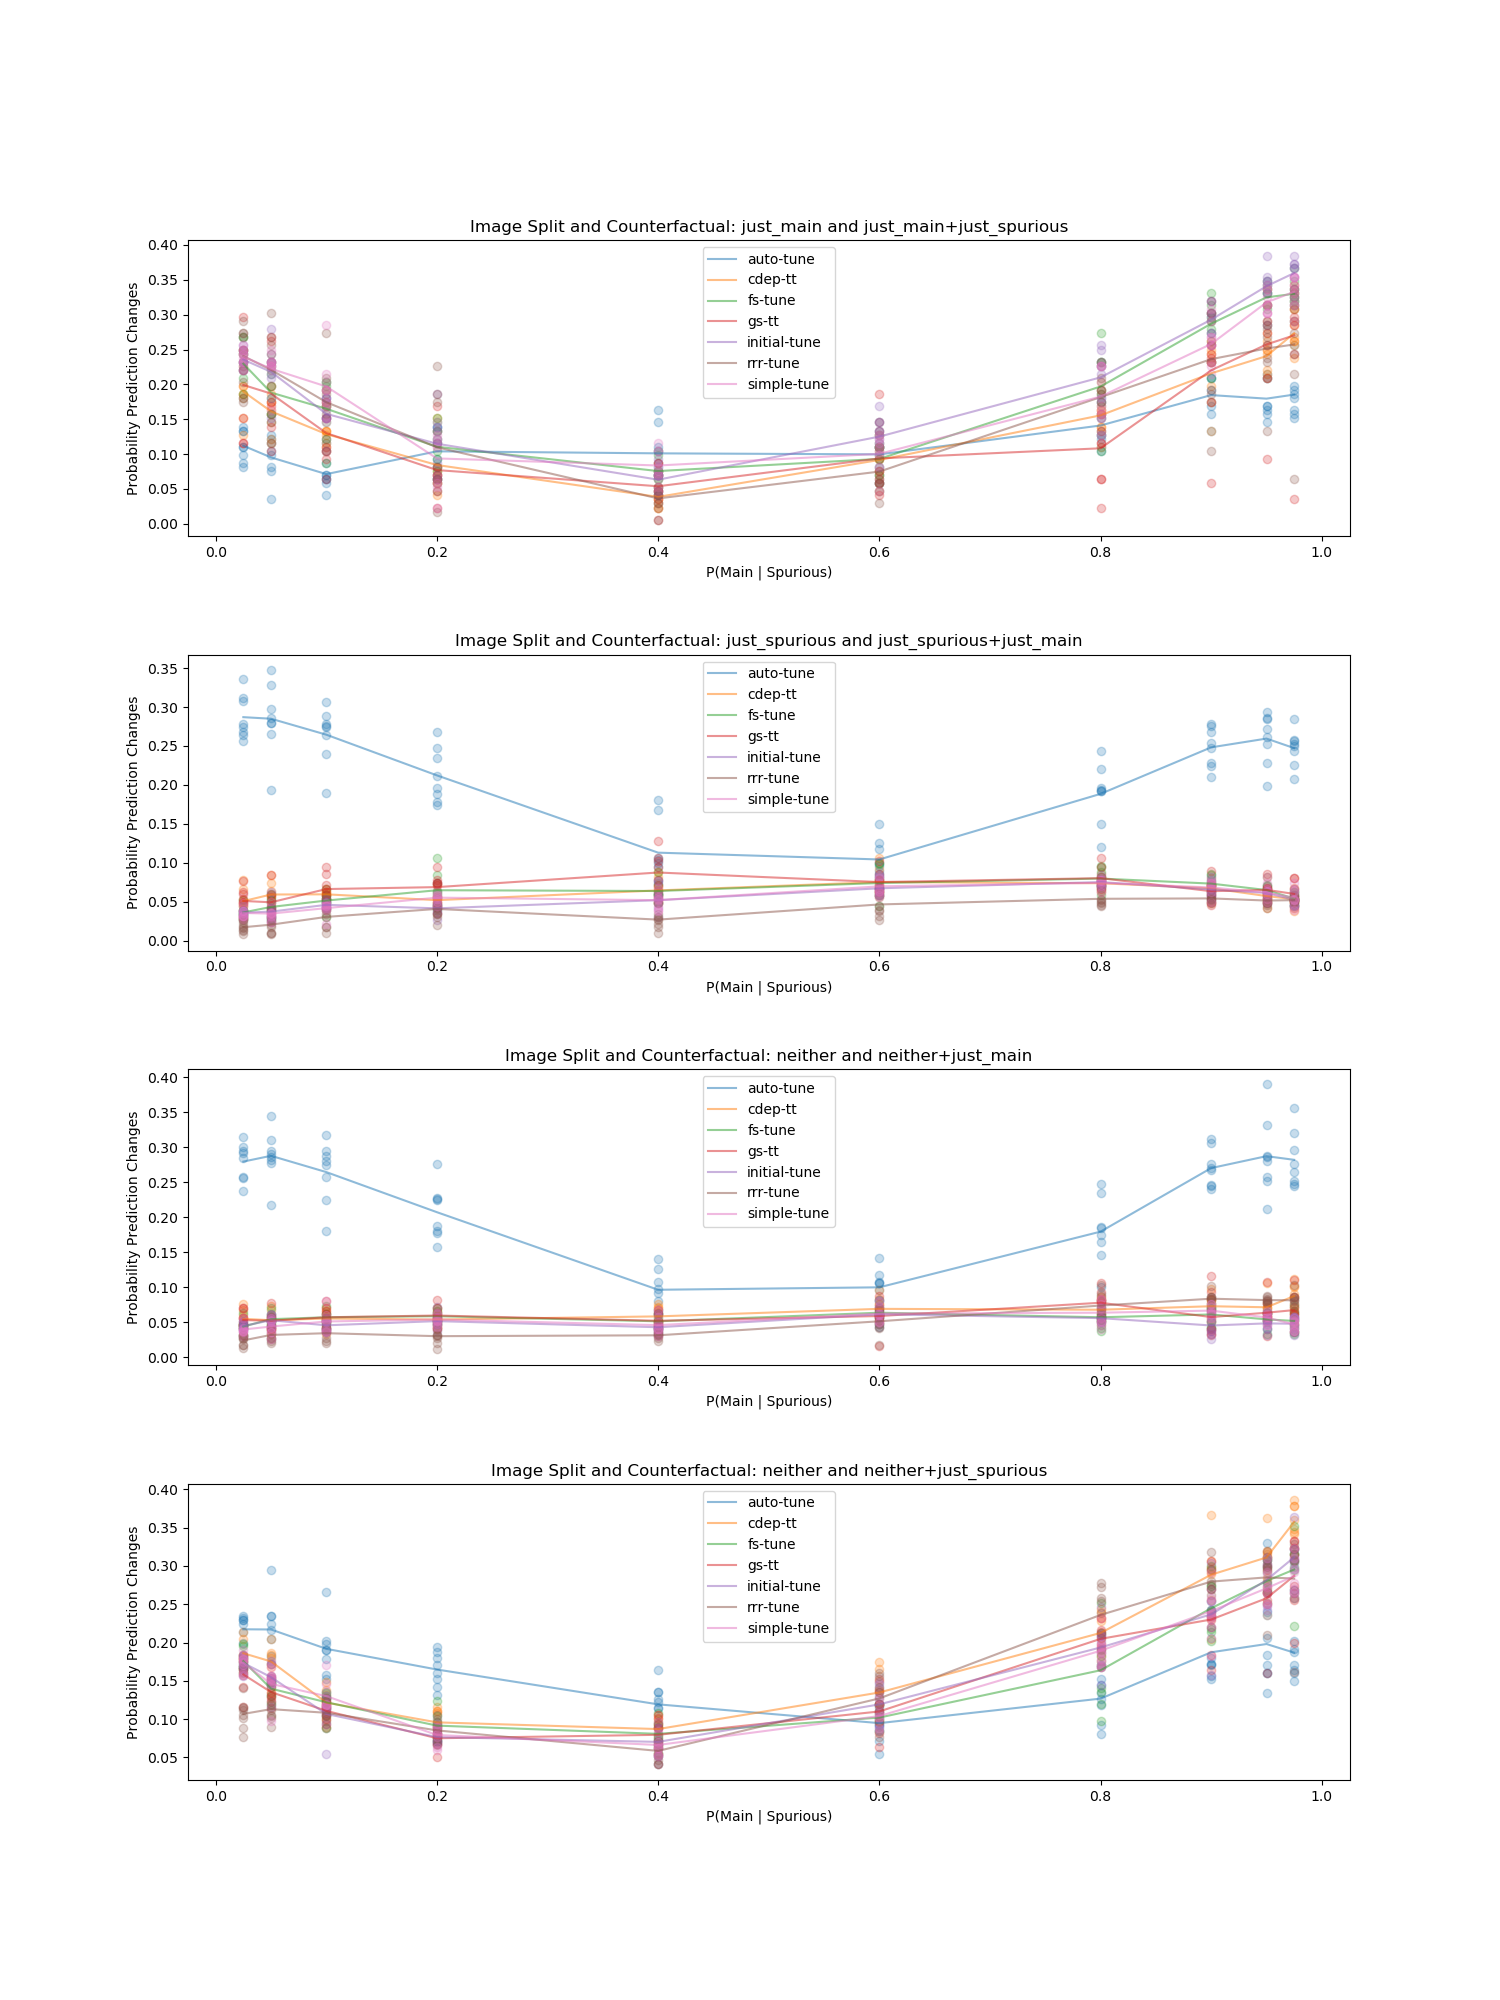 Image Split and Counterfactual: just_main and just_main+just_spurious
Probability Prediction Changes
0.40
0.35
0.30
0.25
0.20
0.15
0.10
0.05
0.00
auto-tune
cdep-tt
fs-tune
gs-tt
initial-tune
rrr-tune
simple-tune
0.0 0.2 0.4 0.6 0.8 1.0
P(Main | Spurious)
Image Split and Counterfactual: just_spurious and just_spurious+just_main
Probability Prediction Changes
0.35
0.30
0.25
0.20
0.15
0.10
0.05
0.00
auto-tune
cdep-tt
fs-tune
gs-tt
initial-tune
rrr-tune
simple-tune
0.0 0.2 0.4 0.6 0.8 1.0
P(Main | Spurious)
Image Split and Counterfactual: neither and neither+just_main
Probability Prediction Changes
0.40
0.35
0.30
0.25
0.20
0.15
0.10
0.05
0.00
auto-tune
cdep-tt
fs-tune
gs-tt
initial-tune
rrr-tune
simple-tune
0.0 0.2 0.4 0.6 0.8 1.0
P(Main | Spurious)
Image Split and Counterfactual: neither and neither+just_spurious
Probability Prediction Changes
0.40
0.35
0.30
0.25
0.20
0.15
0.10
0.05
auto-tune
cdep-tt
fs-tune
gs-tt
initial-tune
rrr-tune
simple-tune
0.0 0.2 0.4 0.6 0.8 1.0
P(Main | Spurious)